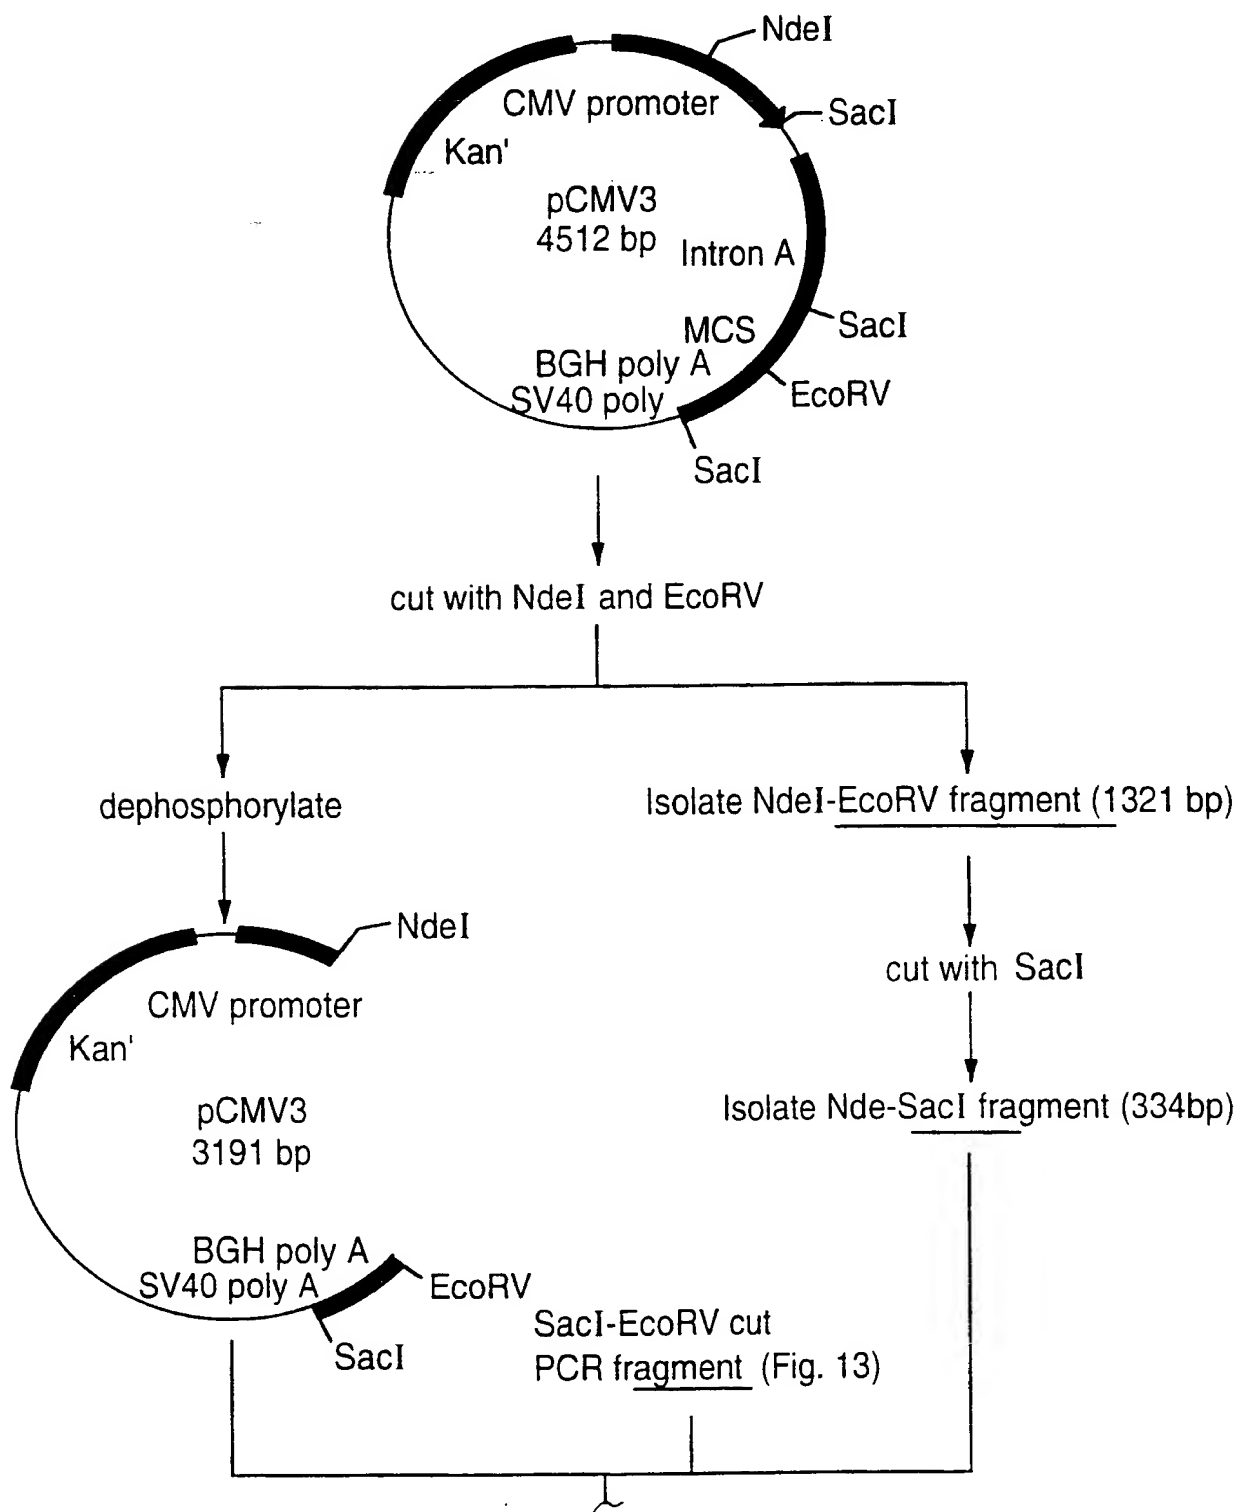 NdeI
CMV promoter
SacI
Kan'
pCMV3
4512 bp
Intron A
MCS
SacI
BGH poly A
SV40 poly
EcoRV
SacI
cut with NdeI and EcoRV
dephosphorylate
Isolate NdeI-EcoRV fragment (1321 bp)
NdeI
cut with SacI
CMV promoter
Kan'
pCMV3
3191 bp
Isolate Nde-SacI fragment (334bp)
BGH poly A
SV40 poly A
EcoRV
SacI
SacI-EcoRV cut
PCR fragment (Fig. 13)